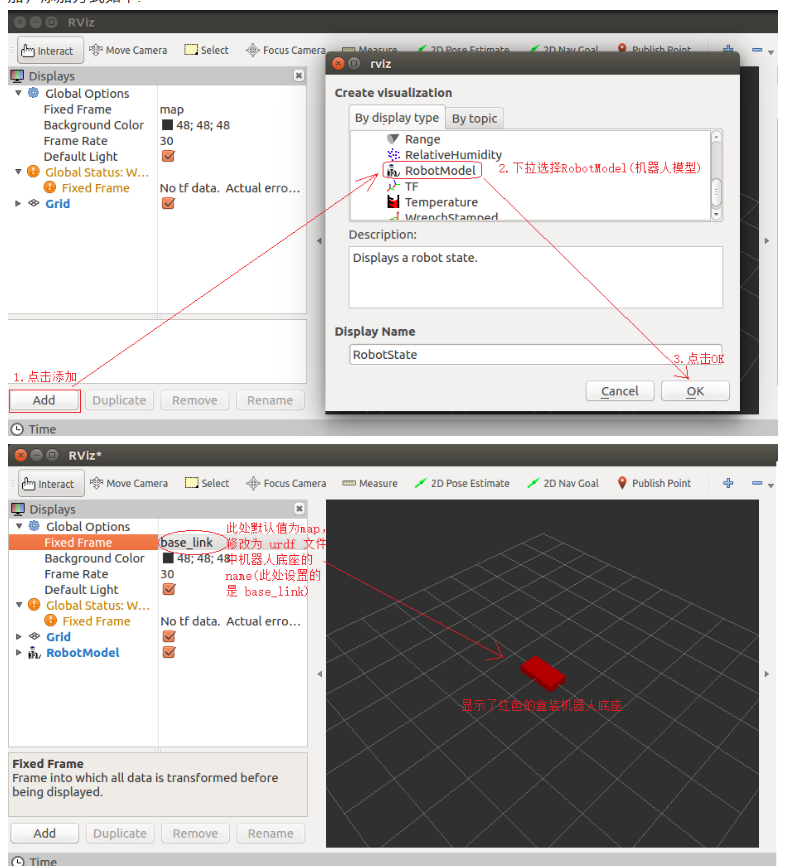 RViz
Interact Move Camera Select Focus Camera Measure 2D Pose Estimate 2D Nav Goal Publish Point
Displays
Global Options
Fixed Frame map
Background Color 48; 48; 48
Frame Rate 30
Default Light
Global Status: W...
Fixed Frame No tf data. Actual erro...
Grid
1.点击添加
Add Duplicate Remove Rename
Time
rviz
Create visualization
By display type By topic
Range
RelativeHumidity
RobotModel
2.下拉选择RobotModel(机器人模型)
TF
Temperature
WrenchStamped
Description:
Displays a robot state.
Display Name
RobotState
3.点击OK
Cancel OK
RViz*
Interact Move Camera Select Focus Camera Measure 2D Pose Estimate 2D Nav Goal Publish Point
Displays
Global Options
Fixed Frame base_link
Background Color 48; 48; 48
Frame Rate 30
Default Light
Global Status: W...
Fixed Frame No tf data. Actual erro...
Grid
RobotModel
此处默认值为map,
修改为 urdf 文件
中机器人底座的
name(此处设置的
是 base_link)
显示了红色的盒装机器人底座
Fixed Frame
Frame into which all data is transformed before
being displayed.
Add Duplicate Remove Rename
Time